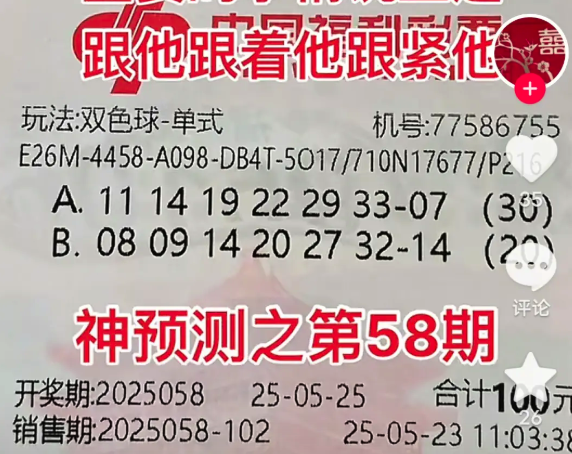 中国福利彩票
跟他跟着他跟紧他
囍
玩法:双色球-单式
机号:77586755
E26M-4458-A098-DB4T-5O17/710N17677/P216
A. 11 14 19 22 29 33-07 (30)
B. 08 09 14 20 27 32-14 (20)
评论
神预测之第58期
开奖期:2025058 25-05-25 合计100元
26
销售期:2025058-102 25-05-23 11:03:38